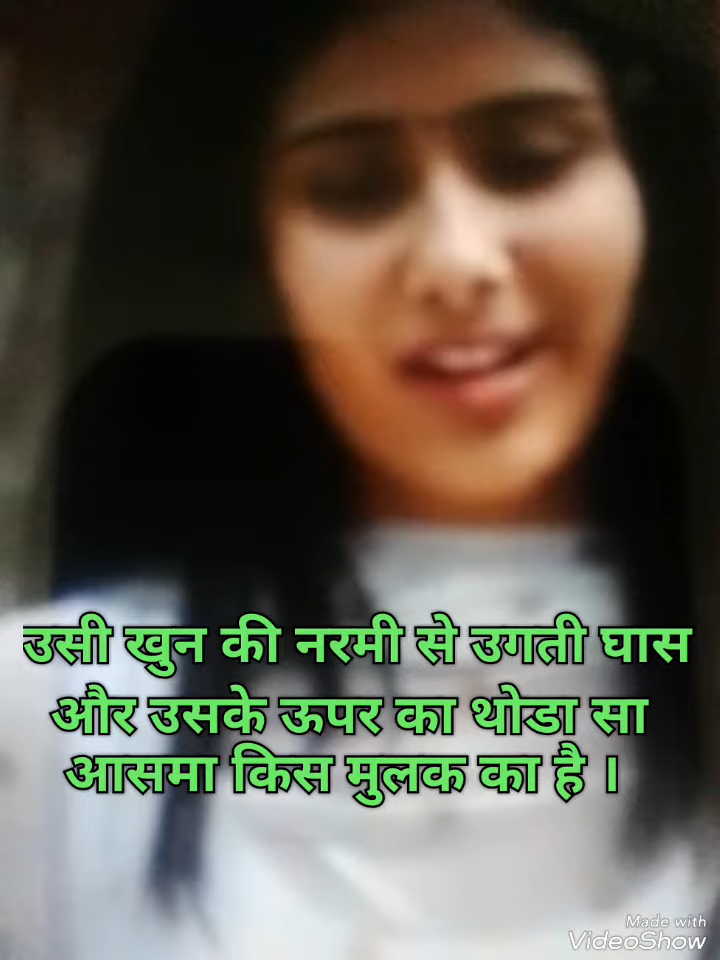 उसी खुन की नरमी से उगती घास
और उसके ऊपर का थोडा सा
आसमा किस मुलक का है ।
Made with
VideoShow